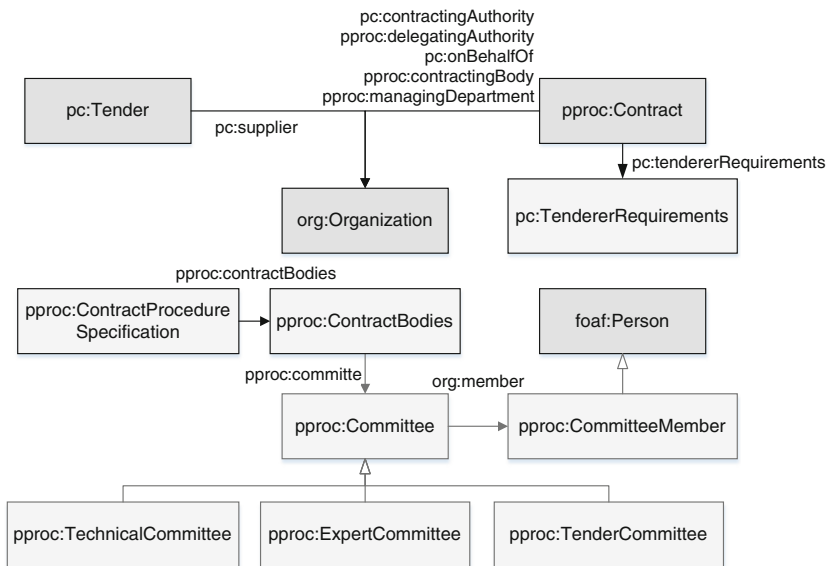 pc:contractingAuthority
pproc:delegatingAuthority
pc:onBehalfOf
pproc:contractingBody
pproc:managingDepartment
pc:Tender
pproc:Contract
pc:supplier
pc:tendererRequirements
org:Organization
pc:TendererRequirements
pproc:contractBodies
pproc:ContractProcedure
Specification
pproc:ContractBodies
foaf:Person
pproc:committe
org:member
pproc:Committee
pproc:CommitteeMember
pproc:TechnicalCommittee
pproc:ExpertCommittee
pproc:TenderCommittee